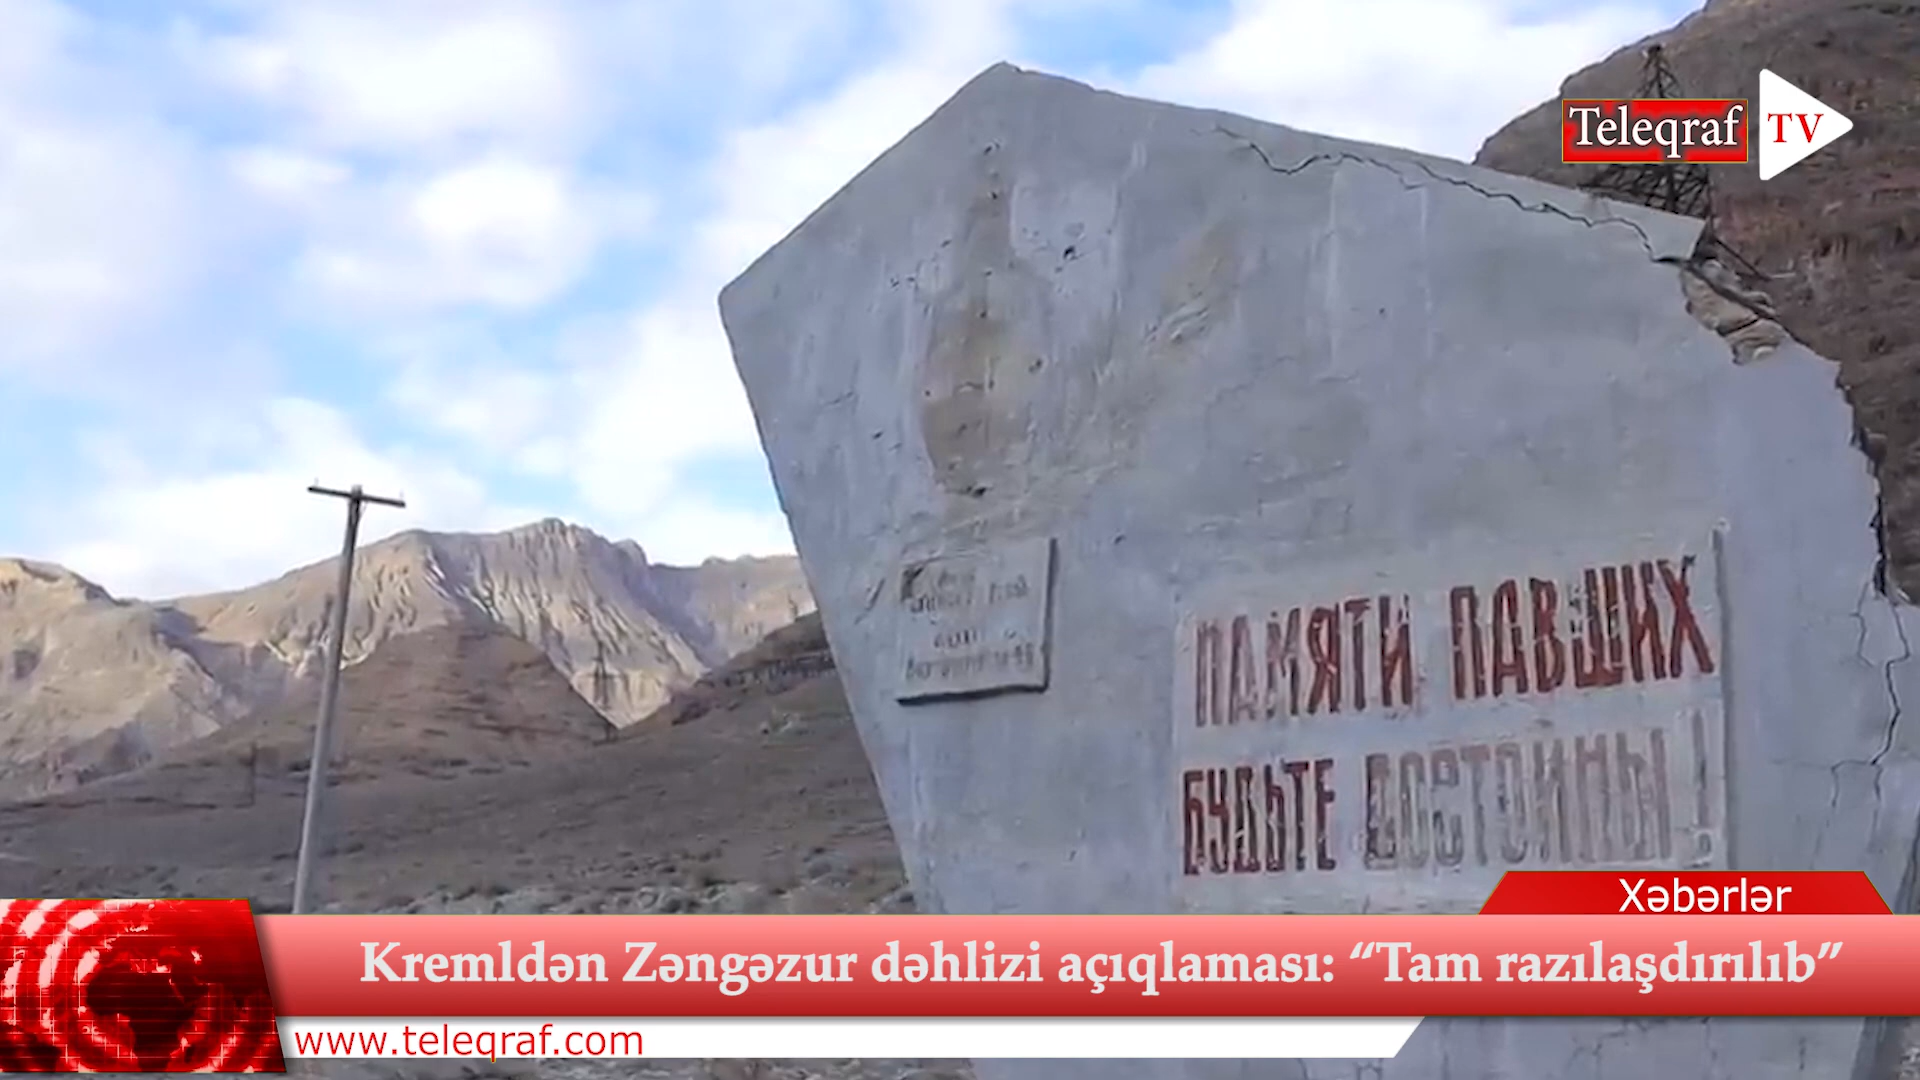 Teleqraf TV
ПАМЯТИ ПАВШИХ
БУДЬТЕ ДОСТОЙНЫ!
Xəbərlər
Kremldən Zəngəzur dəhlizi açıqlaması: “Tam razılaşdırılıb”
www.teleqraf.com